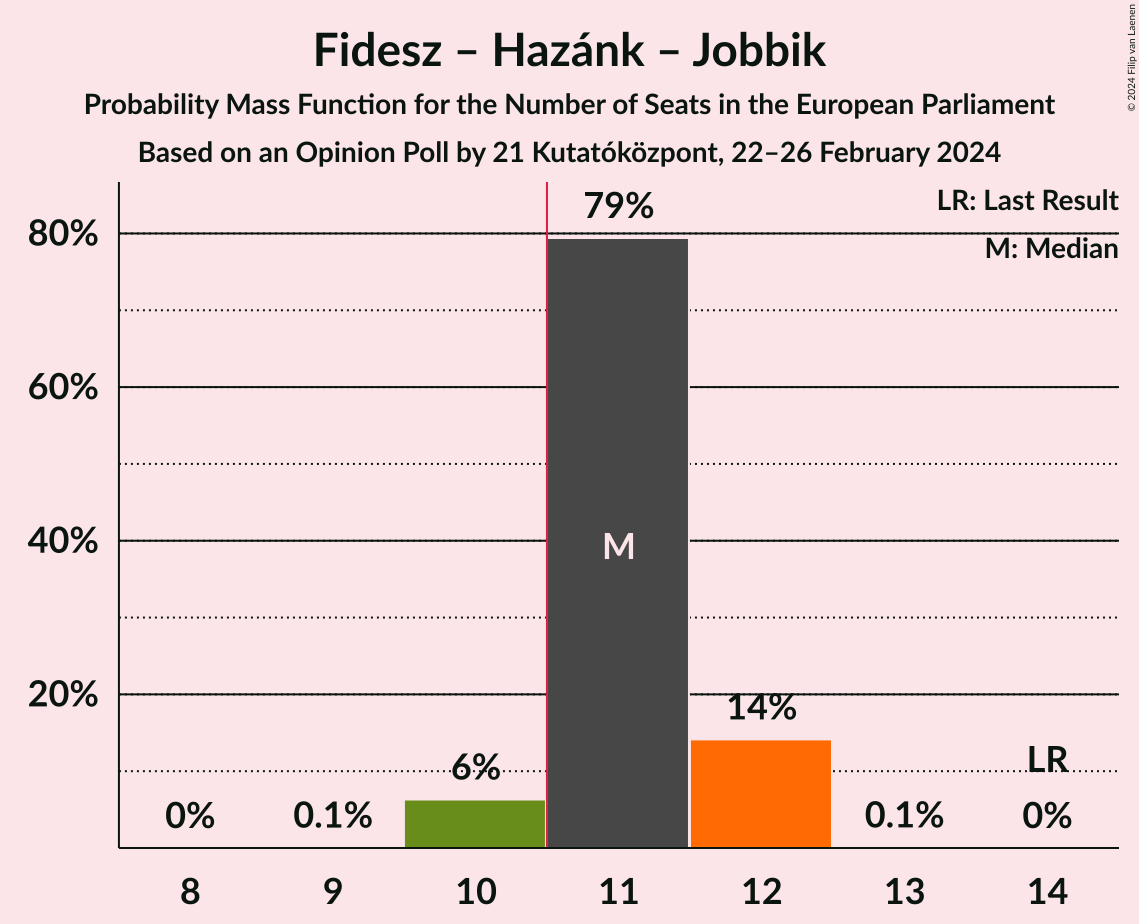 Fidesz – Hazánk – Jobbik
Probability Mass Function for the Number of Seats in the European Parliament
Based on an Opinion Poll by 21 Kutatóközpont, 22–26 February 2024
© 2024 Filip van Laenen
LR: Last Result
M: Median
80%
60%
40%
20%
0%
0.1%
6%
79%
M
14%
0.1%
LR
0%
8
9
10
11
12
13
14